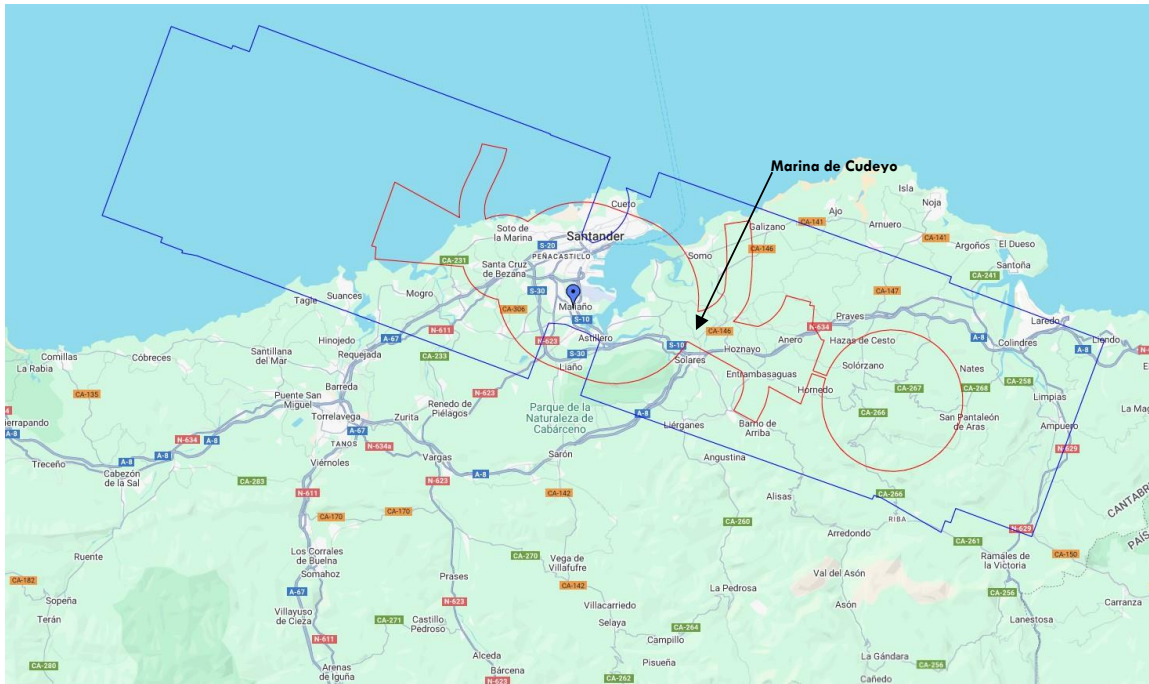 Marina de Cudeyo
Isla
Noja
Cueto
Ajo
Arnuero
CA-141
Soto de
la Marina
Galizano
CA-141
Argoños
El Dueso
S-20
Santander
CA-146
Somo
Santoña
PEÑACASTILLO
CA-231
Santa Cruz
de Bezana
CA-241
S-30
CA-147
Tagle
Suances
Mogro
CA-306
Maliaño
S-10
Praves
Laredo
N-611
CA-146
N-634
A-8
Hinojedo
A-67
N-623
Astillero
S-10
Anero
Hazas de Cesto
Colindres
Liendo
Comillas
Cóbreces
Santillana
del Mar
Requejada
CA-233
S-30
Hoznayo
Solares
La Rabia
Liaño
Entrambasaguas
Solórzano
Nates
CA-258
CA-135
Barreda
Hornedo
CA-267
CA-268
Puente San
Miguel
Renedo de
Piélagos
N-623
Parque de la
Naturaleza de
Cabárceno
CA-266
Limpias
Torrelavega
Zurita
A-8
San Pantaleón
de Aras
La Ma
errapando
A-67
Liérganes
Barrio de
Arriba
Ampuero
A-8
N-634
A-8
TANOS
N-634a
N-629
Treceño
A-8
A-8
Viérnoles
Vargas
A-8
Sarón
Angustina
Cabezón
de la Sal
CA-283
N-623
N-611
CA-142
Alisas
CA-266
CANTABR
CA-170
CA-170
CA-260
RIBA
N-629
PAÍS
Los Corrales
de Buelna
CA-270
Vega de
Villafufre
Arredondo
CA-261
CA-150
Ruente
Ramáles de
la Victoria
CA-182
Somahoz
Prases
CA-142
Val del Asón
A-67
La Pedrosa
CA-256
Sopeña
Villayuso
de Cieza
N-623
Villacarriedo
Asón
Carranza
Terán
CA-271
Castillo
Pedroso
Selaya
CA-264
Lanestosa
N-611
Campillo
CA-280
Arenas
de Iguña
Alceda
Pisueña
La Gándara
CA-256
Bárcena
N-623
CA-262
Cañedo